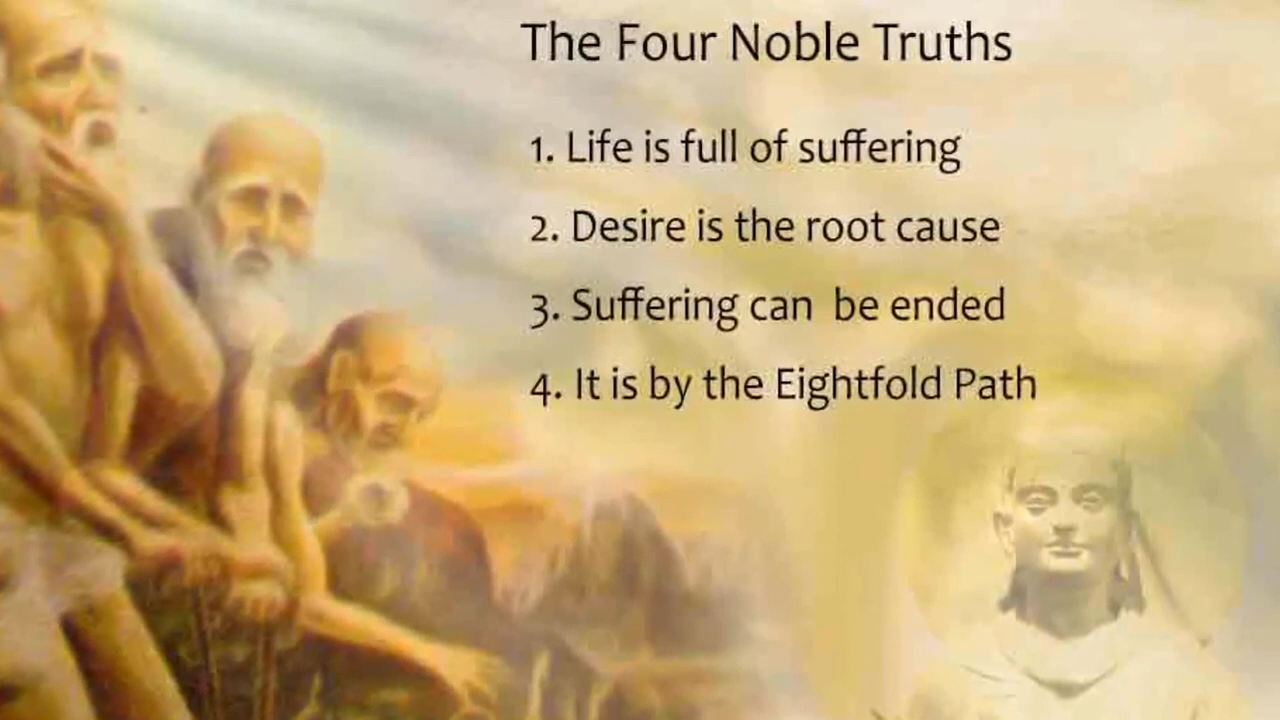 The Four Noble Truths
1. Life is full of suffering
2. Desire is the root cause
3. Suffering can  be ended
4. It is by the Eightfold Path